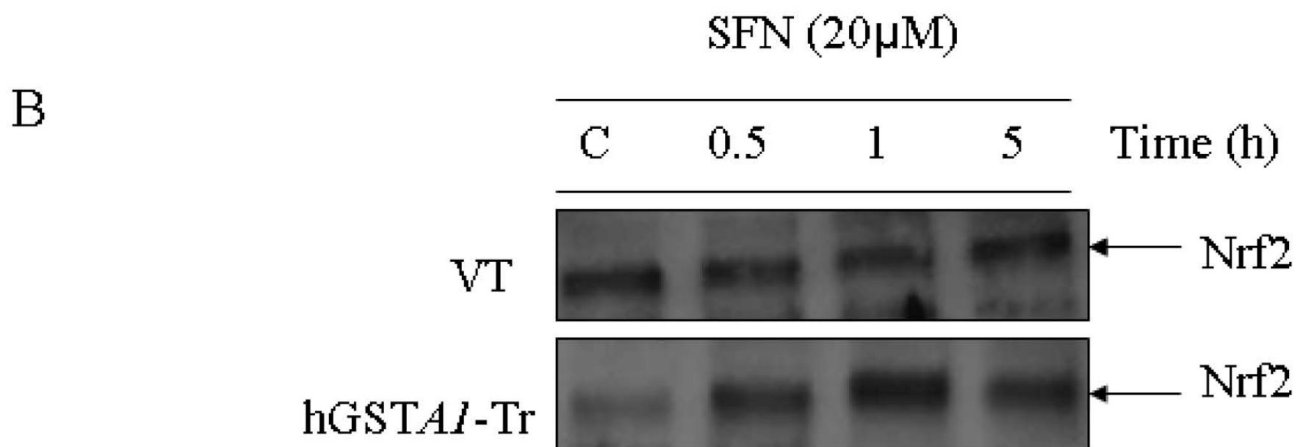 SFN (20μM)
B
C 0.5 1 5 Time (h)
VT Nrf2
hGSTA1-Tr Nrf2